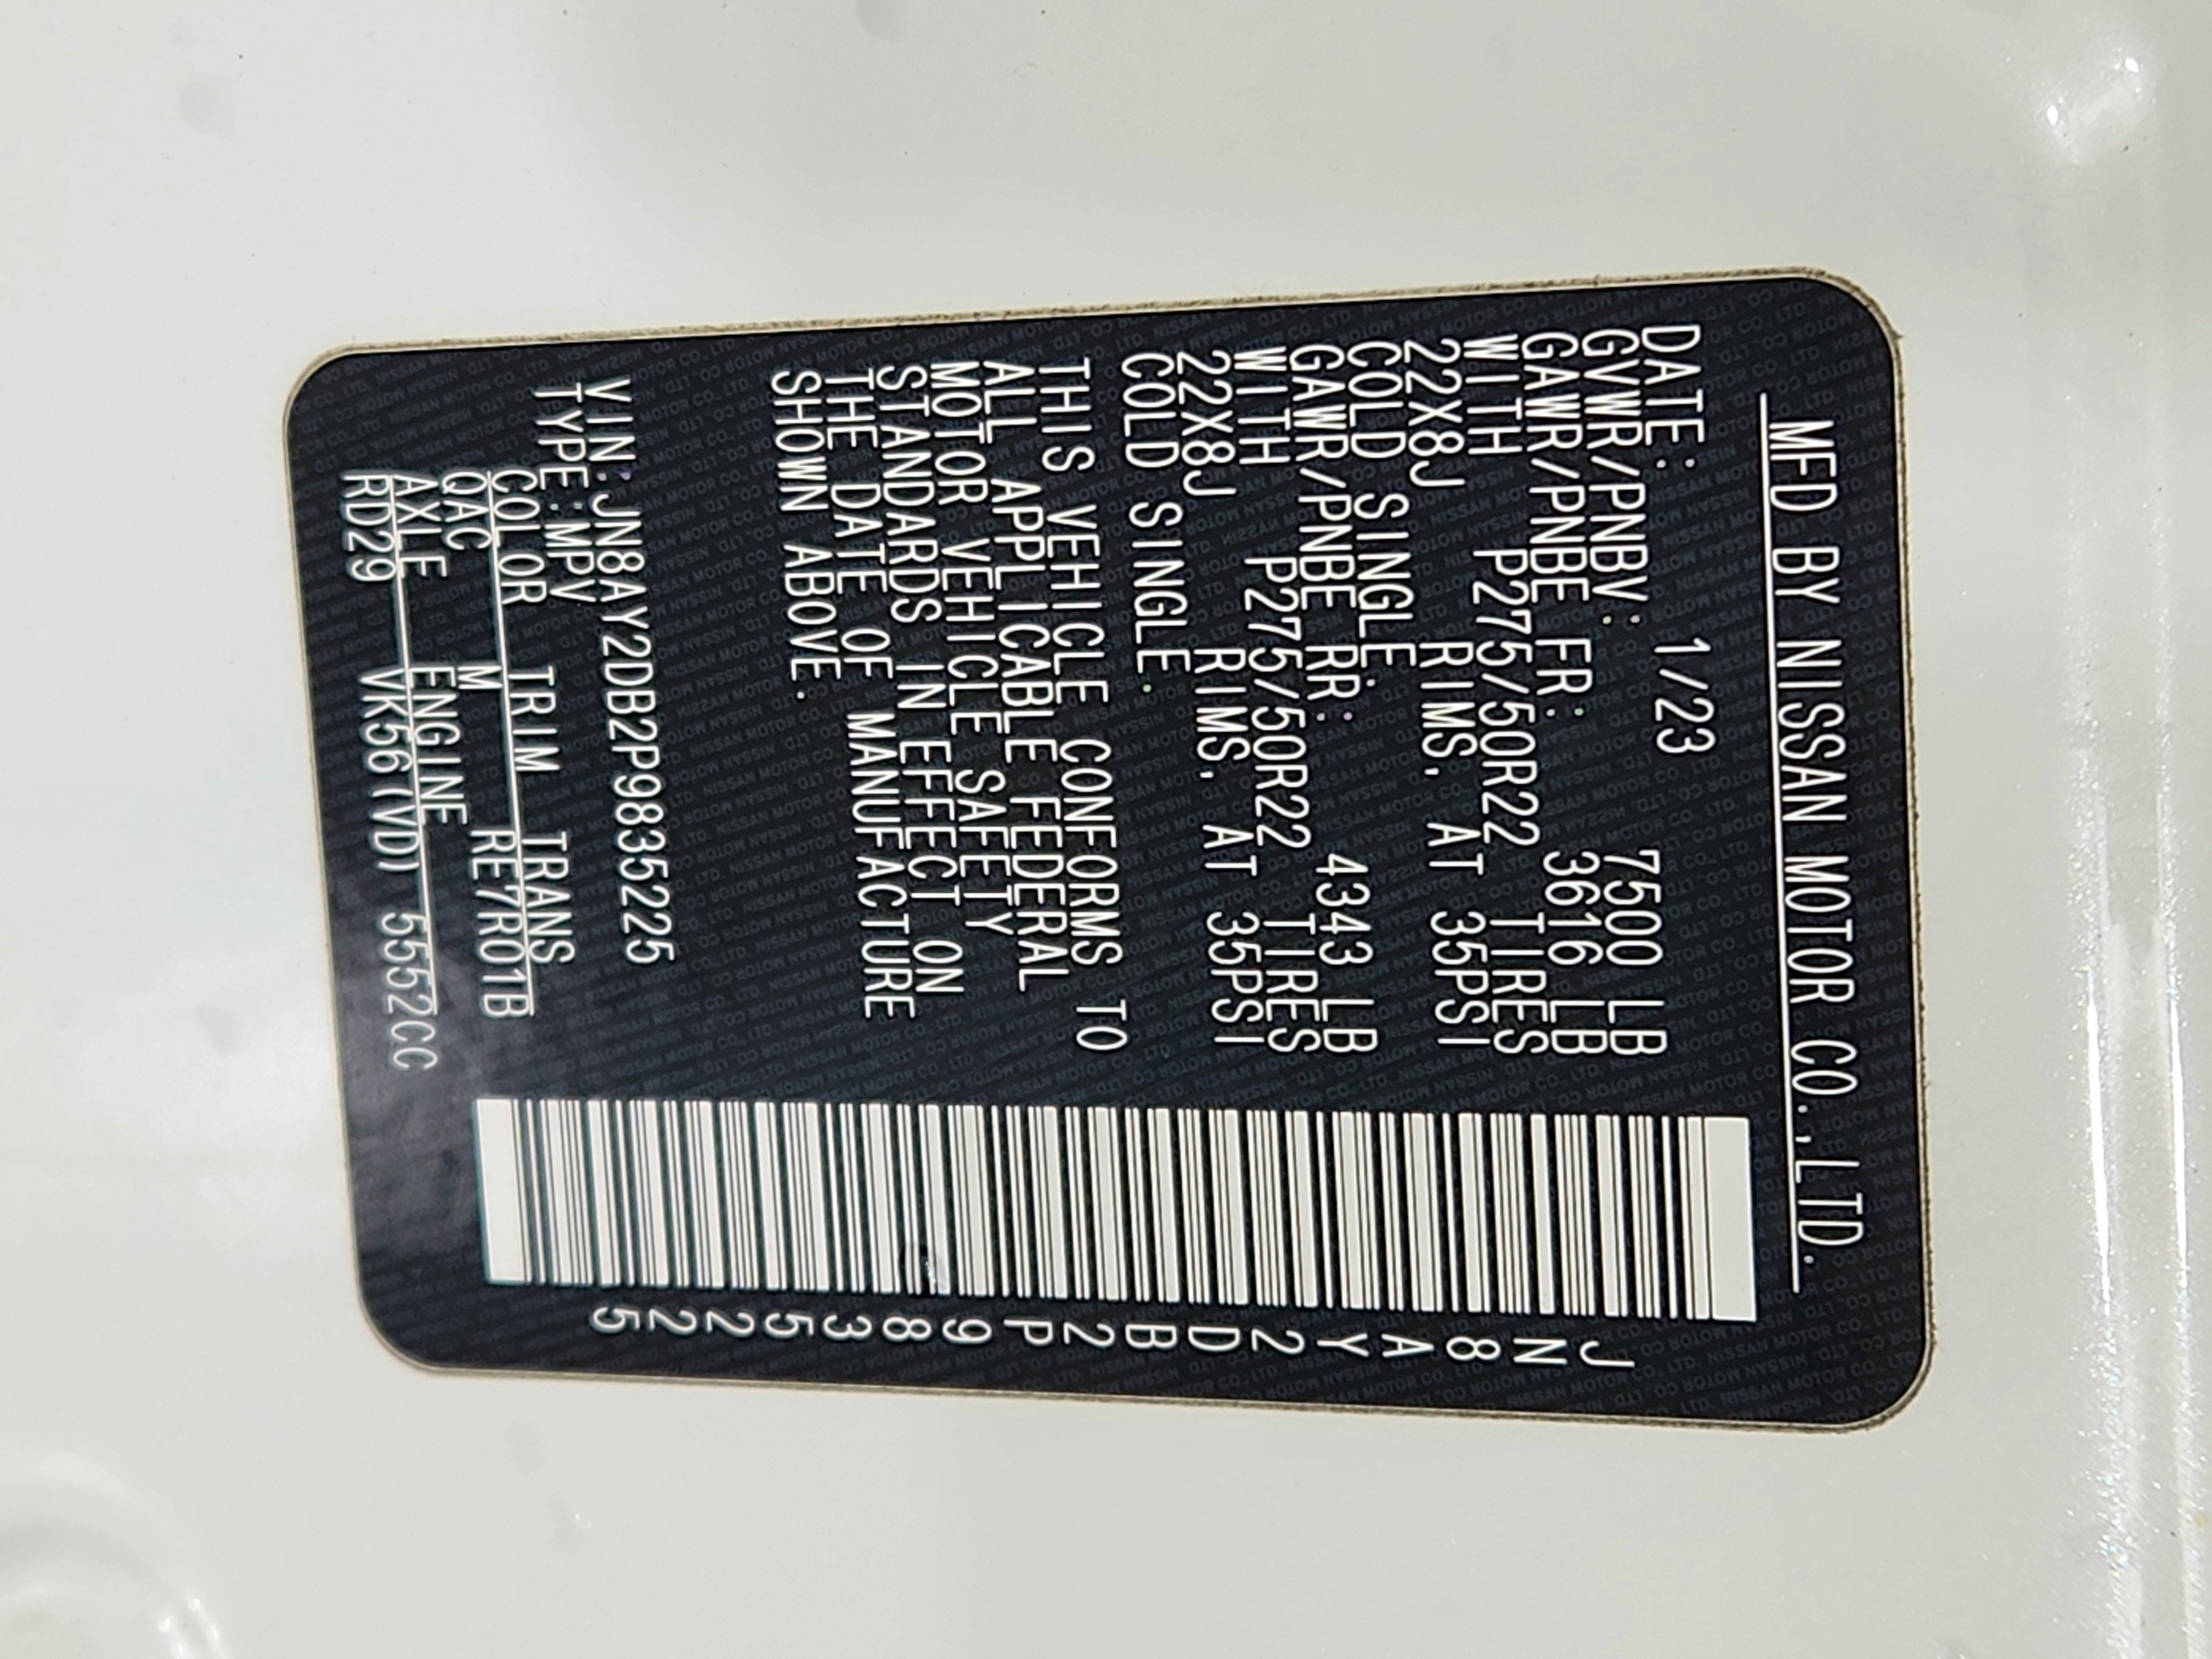 MFD BY NISSAN MOTOR CO.,LTD.
DATE: 1/23
GVWR/PNBV: 7500 LB
GAWR/PNBE FR: 3616 LB
WITH P275/50R22 TIRES
22X8J RIMS, AT 35PSI
COLD SINGLE.
GAWR/PNBE RR: 4343 LB
WITH P275/50R22 TIRES
22X8J RIMS, AT 35PSI
COLD SINGLE.
THIS VEHICLE CONFORMS TO
ALL APPLICABLE FEDERAL
MOTOR VEHICLE SAFETY
STANDARDS IN EFFECT ON
THE DATE OF MANUFACTURE
SHOWN ABOVE.
VIN:JN8AY2DB2P9835225
TYPE:MPV
COLOR TRIM TRANS
QAC M RE7R01B
AXLE ENGINE
RD29 VK56(VD) 5552CC
JN8AY2DB2P9835225